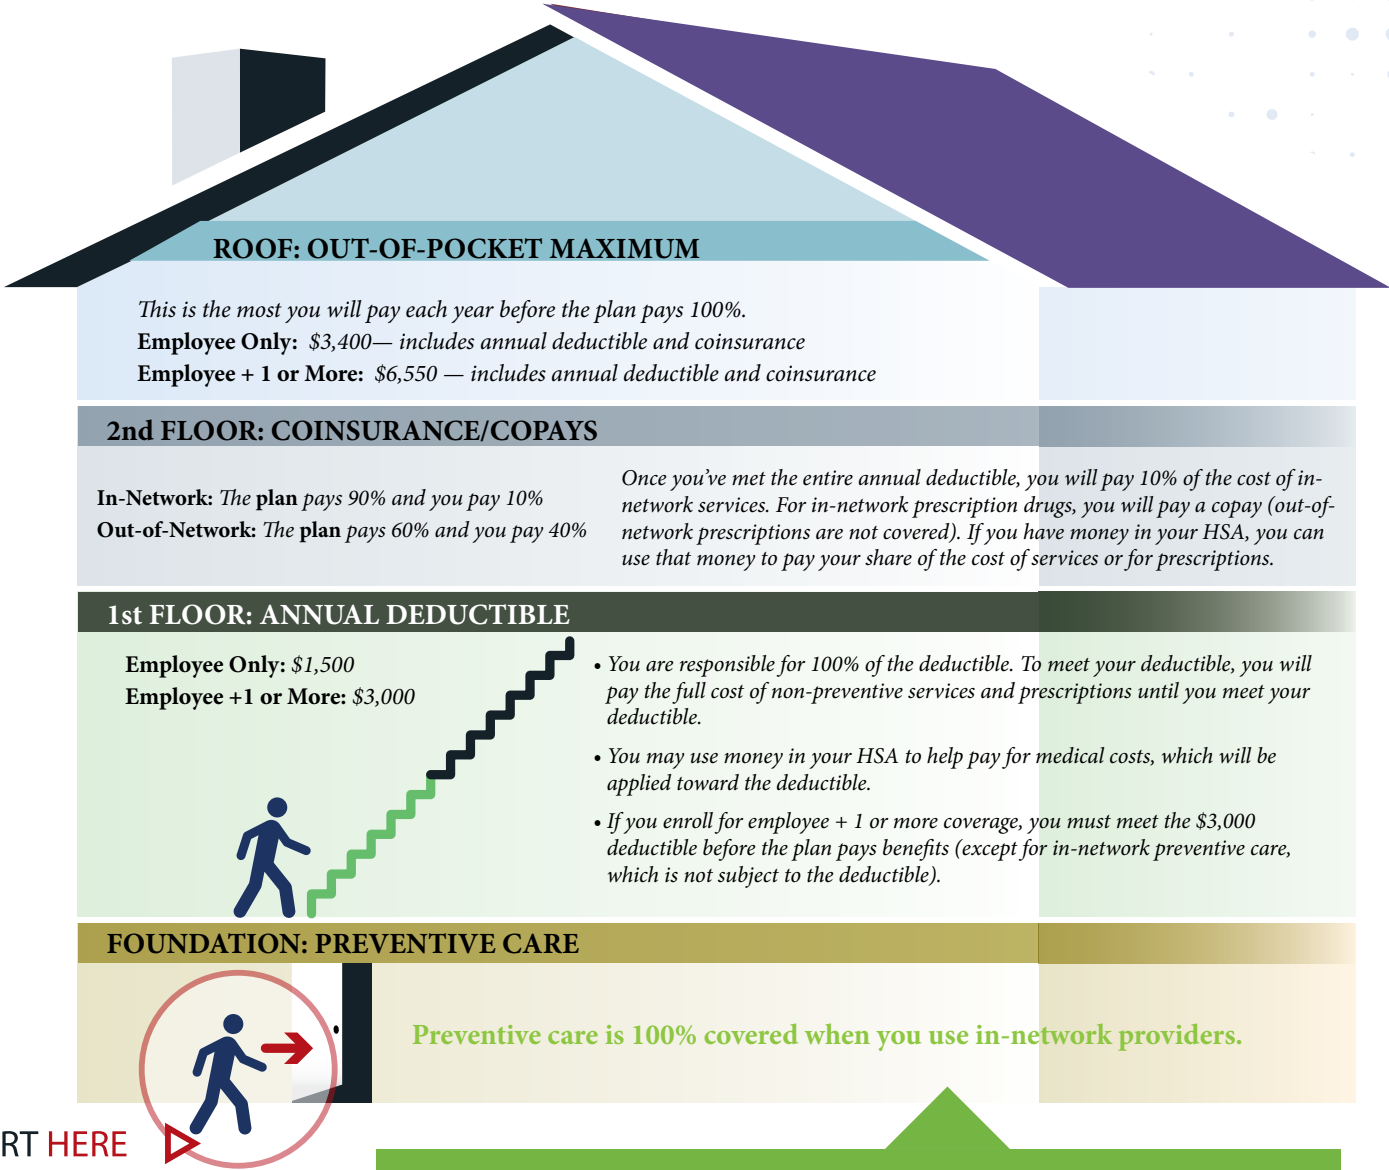 ROOF: OUT-OF-POCKET MAXIMUM
This is the most you will pay each year before the plan pays 100%.
Employee Only: $3,400— includes annual deductible and coinsurance
Employee + 1 or More: $6,550 — includes annual deductible and coinsurance
2nd FLOOR: COINSURANCE/COPAYS
In-Network: The plan pays 90% and you pay 10%
Out-of-Network: The plan pays 60% and you pay 40%
Once you’ve met the entire annual deductible, you will pay 10% of the cost of in-
network services. For in-network prescription drugs, you will pay a copay (out-of-
network prescriptions are not covered). If you have money in your HSA, you can
use that money to pay your share of the cost of services or for prescriptions.
1st FLOOR: ANNUAL DEDUCTIBLE
Employee Only: $1,500
Employee +1 or More: $3,000
• You are responsible for 100% of the deductible. To meet your deductible, you will
pay the full cost of non-preventive services and prescriptions until you meet your
deductible.
• You may use money in your HSA to help pay for medical costs, which will be
applied toward the deductible.
• If you enroll for employee + 1 or more coverage, you must meet the $3,000
deductible before the plan pays benefits (except for in-network preventive care,
which is not subject to the deductible).
FOUNDATION: PREVENTIVE CARE
Preventive care is 100% covered when you use in-network providers.
RT HERE